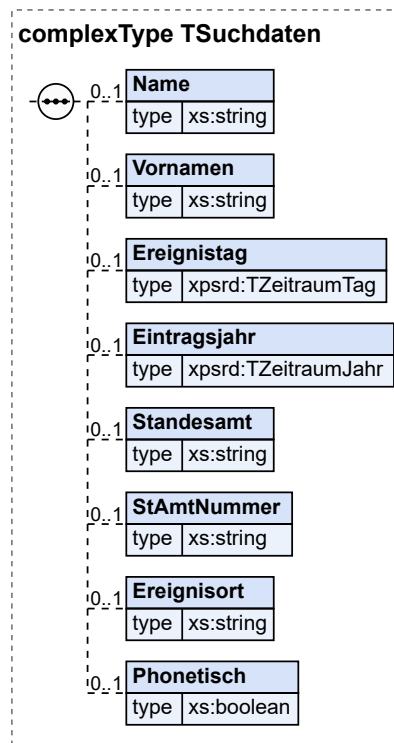 complexType TSuchdaten
0..1 Name
type xs:string
0..1 Vornamen
type xs:string
0..1 Ereignistag
type xpsrd:TZeitraumTag
0..1 Eintragsjahr
type xpsrd:TZeitraumJahr
0..1 Standesamt
type xs:string
0..1 StAmtNummer
type xs:string
0..1 Ereignisort
type xs:string
0..1 Phonetisch
type xs:boolean